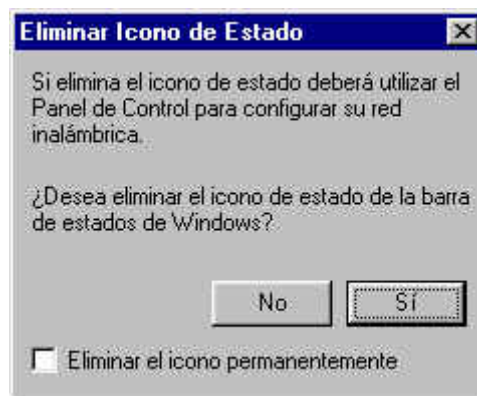 Eliminar Icono de Estado
Si elimina el icono de estado deberá utilizar el
Panel de Control para configurar su red
inalámbrica.
¿Desea eliminar el icono de estado de la barra
de estados de Windows?
No
Sí
Eliminar el icono permanentemente